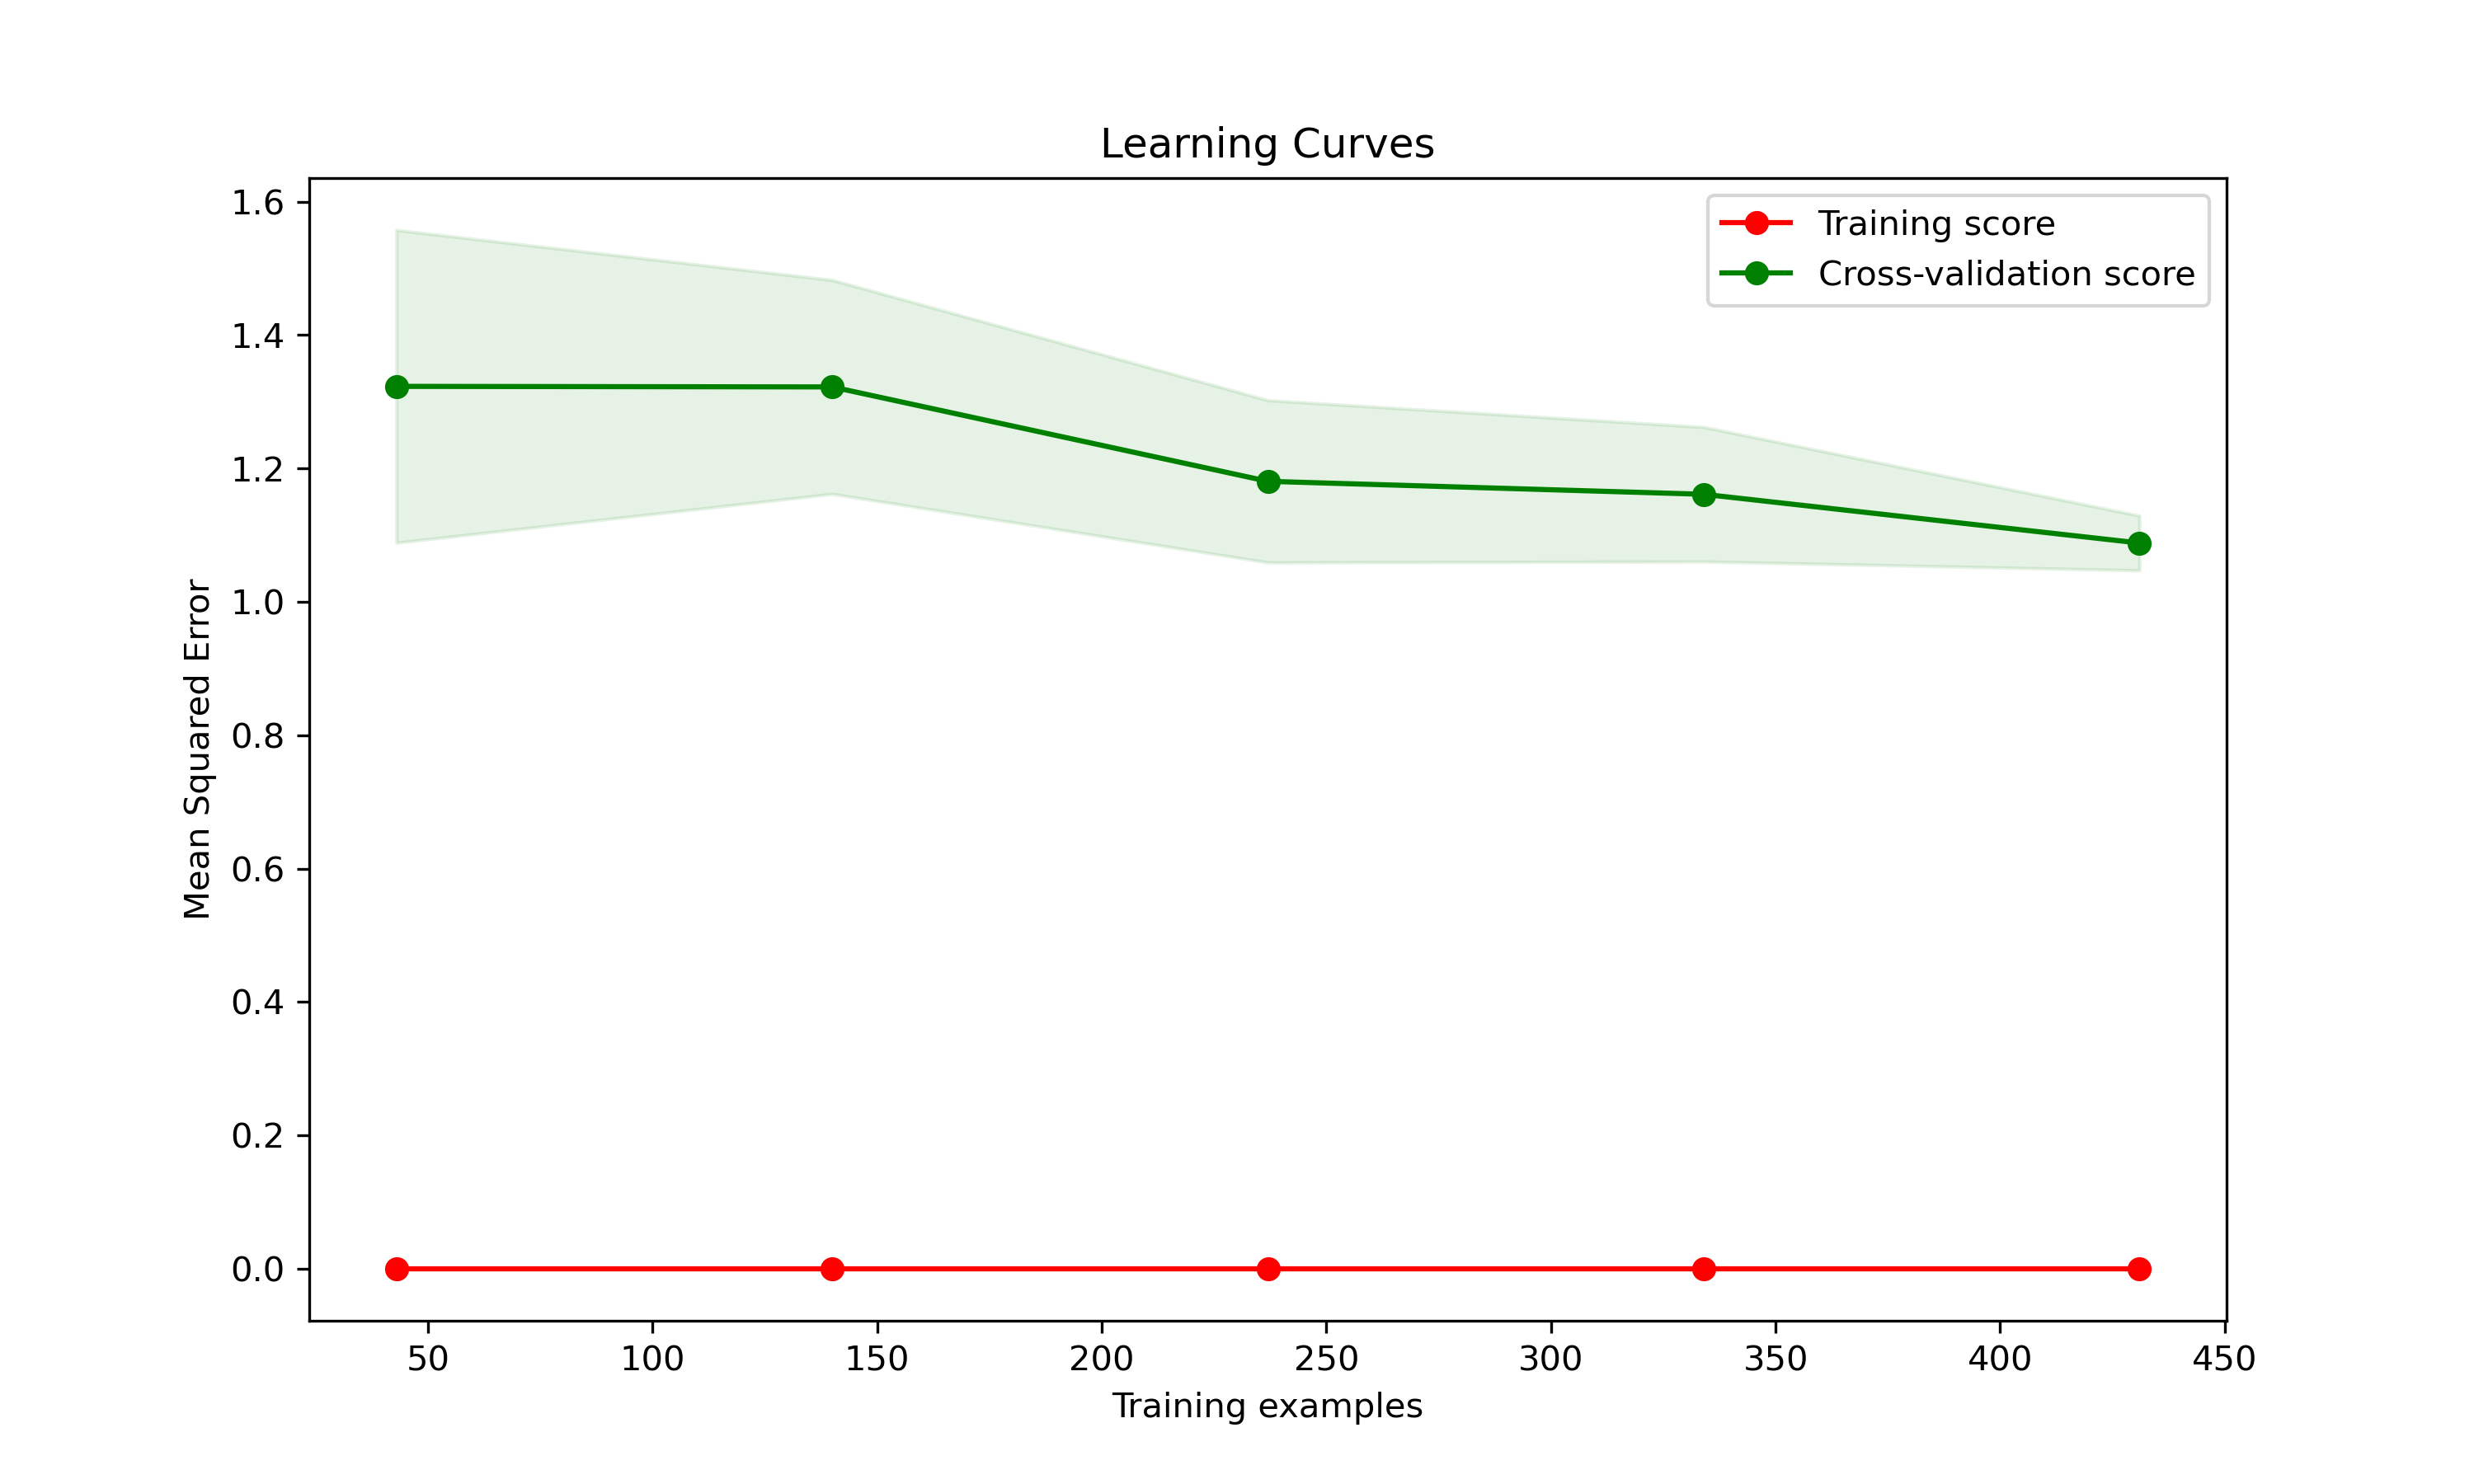 Learning Curves
Training score
Cross-validation score
1.6
1.4
1.2
1.0
0.8
0.6
0.4
0.2
0.0
Mean Squared Error
50 100 150 200 250 300 350 400 450
Training examples